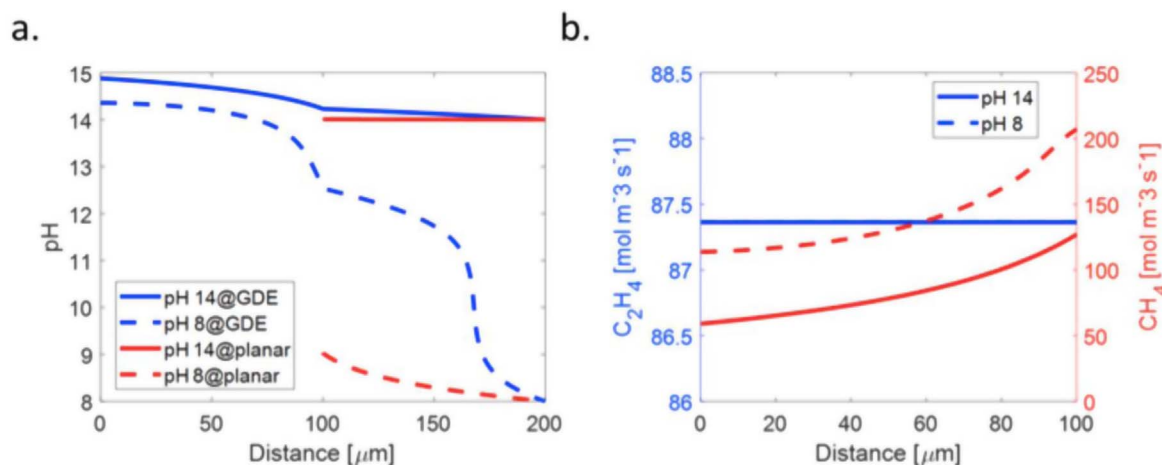 a.
15
14
13
12
11
10
9
8
pH
pH 14@GDE
pH 8@GDE
pH 14@planar
pH 8@planar
0
50
100
150
200
Distance [μm]
b.
88.5
88
87.5
87
86.5
86
C₂H₄ [mol m⁻3 s⁻1]
pH 14
pH 8
250
200
150
100
50
0
CH₄ [mol m⁻3 s⁻1]
0
20
40
60
80
100
Distance [μm]